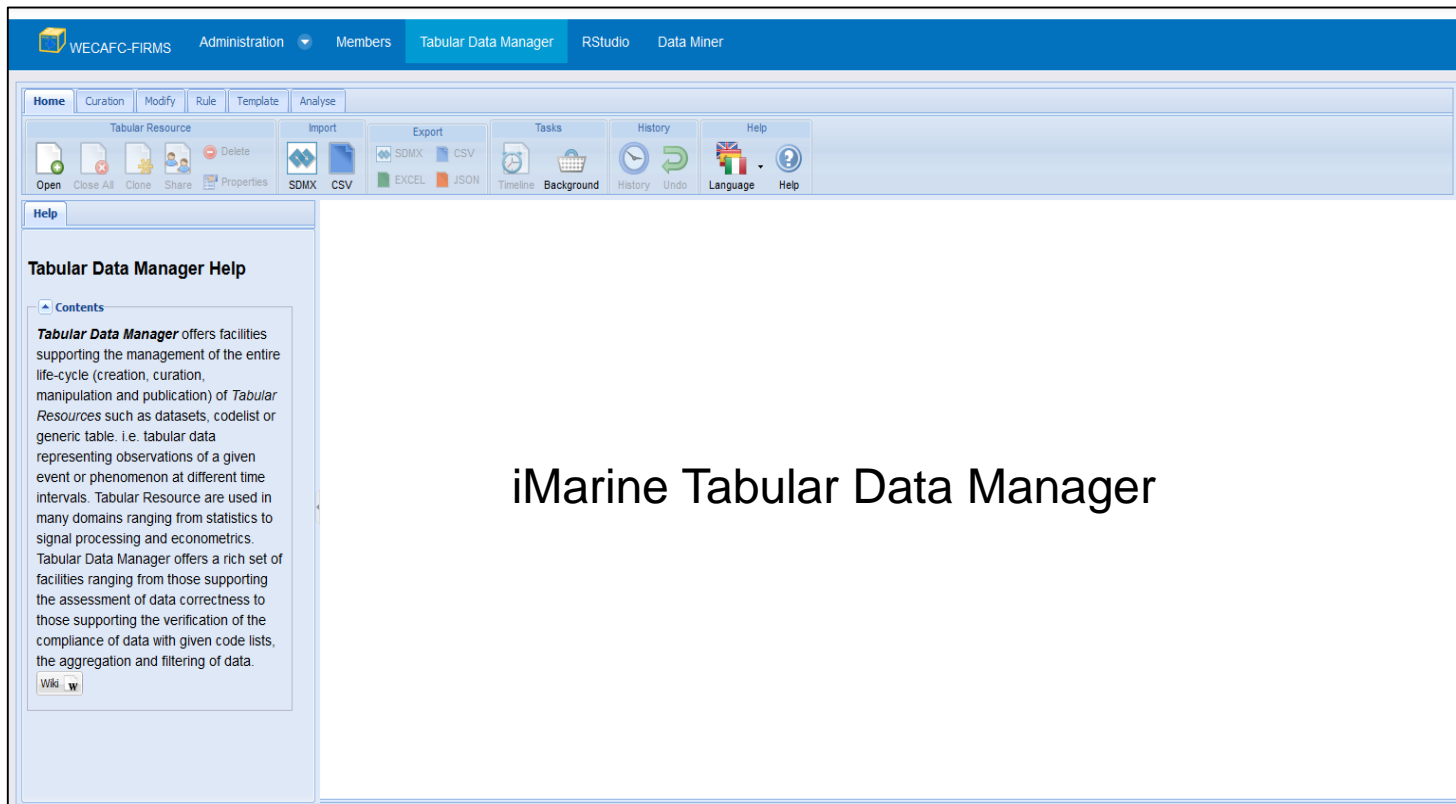 WECAFC-FIRMS Administration Members Tabular Data Manager RStudio Data Miner
Home Curation Modify Rule Template Analyse
Tabular Resource Import Export Tasks History Help
Delete SDMX CSV
Properties EXCEL JSON
Open Close All Clone Share SDMX CSV Timeline Background History Undo Language Help
Help
Tabular Data Manager Help
Contents
Tabular Data Manager offers facilities
supporting the management of the entire
life-cycle (creation, curation,
manipulation and publication) of Tabular
Resources such as datasets, codelist or
generic table. i.e. tabular data
representing observations of a given
event or phenomenon at different time
intervals. Tabular Resource are used in
many domains ranging from statistics to
signal processing and econometrics.
Tabular Data Manager offers a rich set of
facilities ranging from those supporting
the assessment of data correctness to
those supporting the verification of the
compliance of data with given code lists,
the aggregation and filtering of data.
Wiki W
iMarine Tabular Data Manager